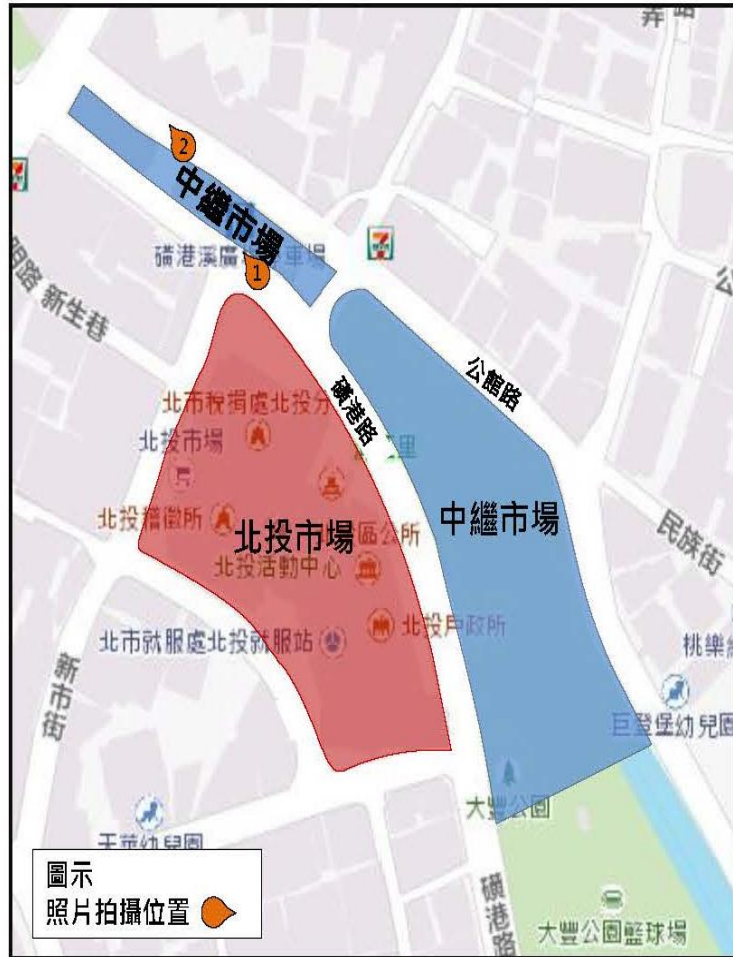 弄
路
2
中繼市場
7
磺港溪廣
車場
1
明路 新生巷
公
公館路
磺港路
北市稅捐處北投分
北投市場
里
北投稽徵所
北投市場
區公所
中繼市場
北投活動中心
民族街
北投戶政所
北市就服處北投就服站
新市街
桃樂
巨登堡幼兒園
大豐公園
天萍幼兒園
圖示
照片拍攝位置
磺港路
大豐公園籃球場